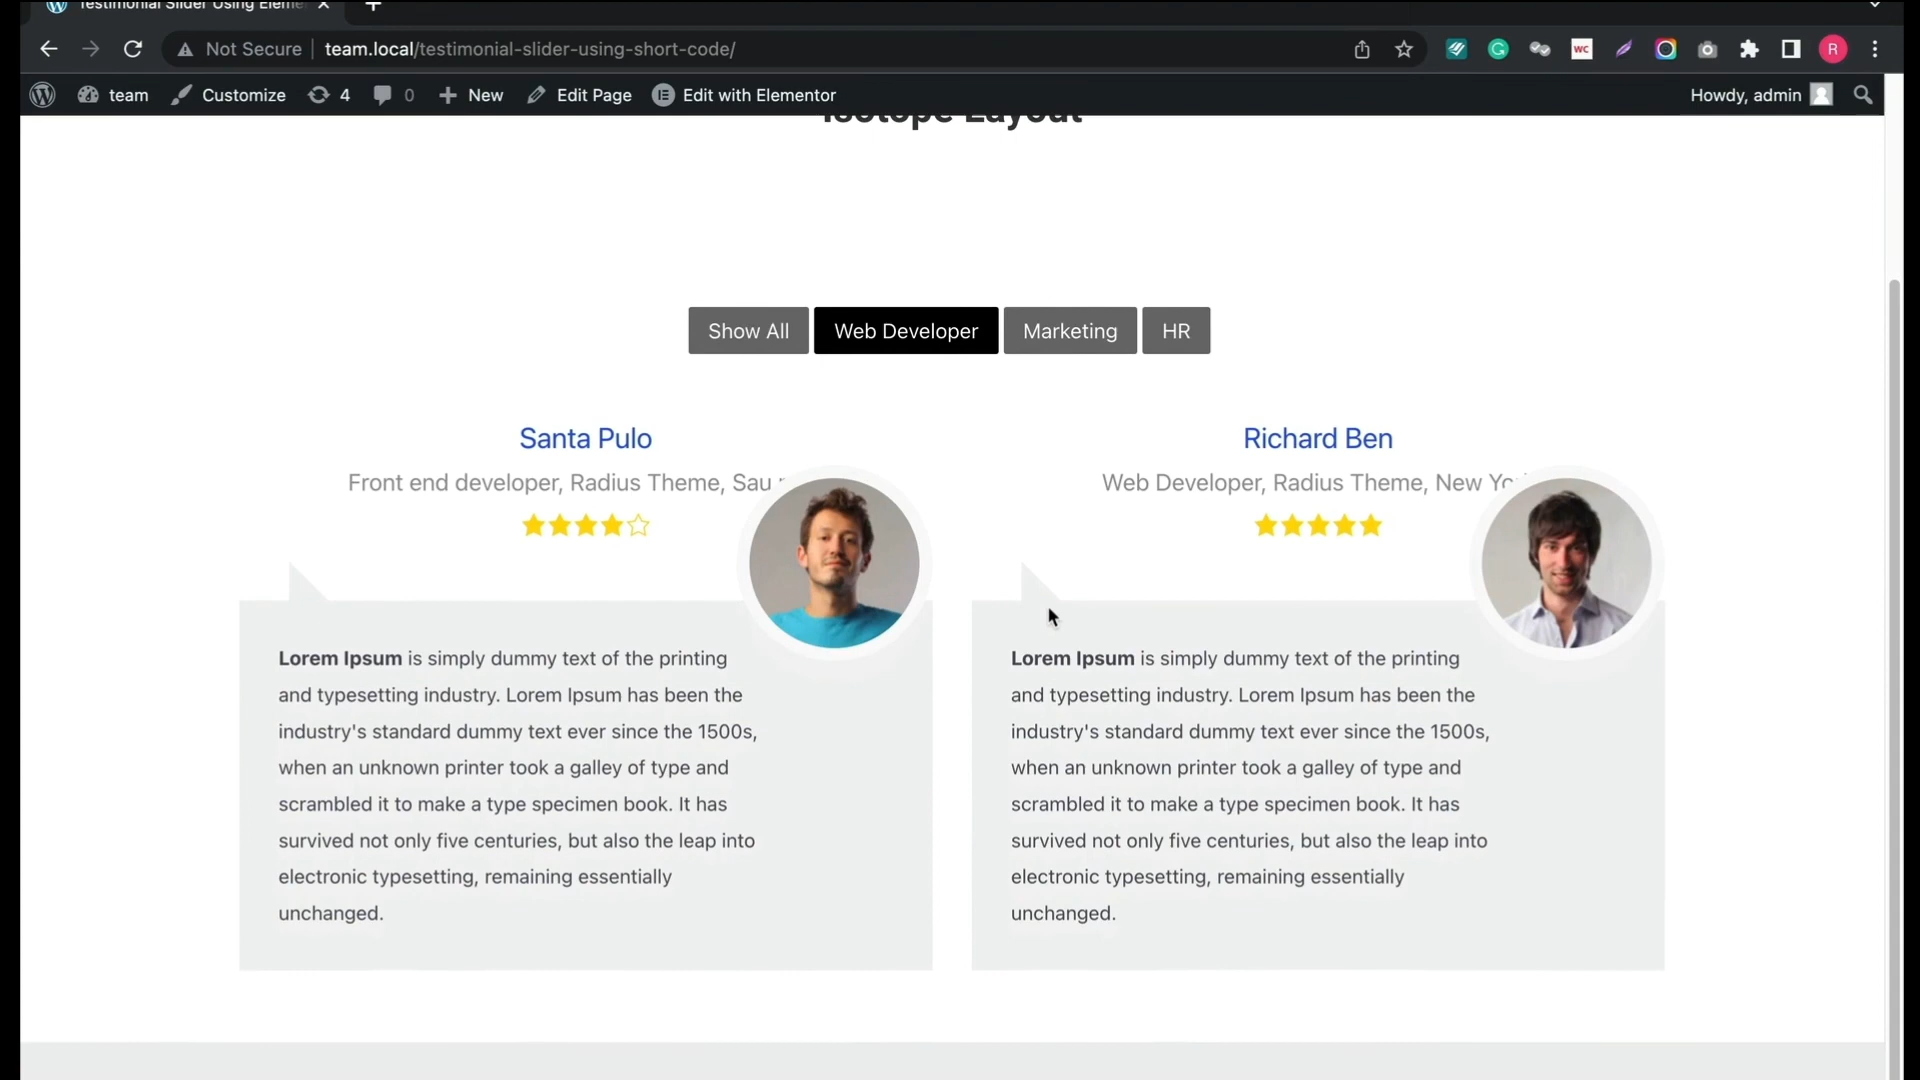 Testimonial Slider Using Eleme
Not Secure team.local/testimonial-slider-using-short-code/
WC
R
team Customize 4 0 New Edit Page Edit with Elementor Howdy, admin
Isotope Layout
Show All Web Developer Marketing HR
Santa Pulo
Front end developer, Radius Theme, Sau
Lorem Ipsum is simply dummy text of the printing
and typesetting industry. Lorem Ipsum has been the
industry's standard dummy text ever since the 1500s,
when an unknown printer took a galley of type and
scrambled it to make a type specimen book. It has
survived not only five centuries, but also the leap into
electronic typesetting, remaining essentially
unchanged.
Richard Ben
Web Developer, Radius Theme, New Yo
Lorem Ipsum is simply dummy text of the printing
and typesetting industry. Lorem Ipsum has been the
industry's standard dummy text ever since the 1500s,
when an unknown printer took a galley of type and
scrambled it to make a type specimen book. It has
survived not only five centuries, but also the leap into
electronic typesetting, remaining essentially
unchanged.